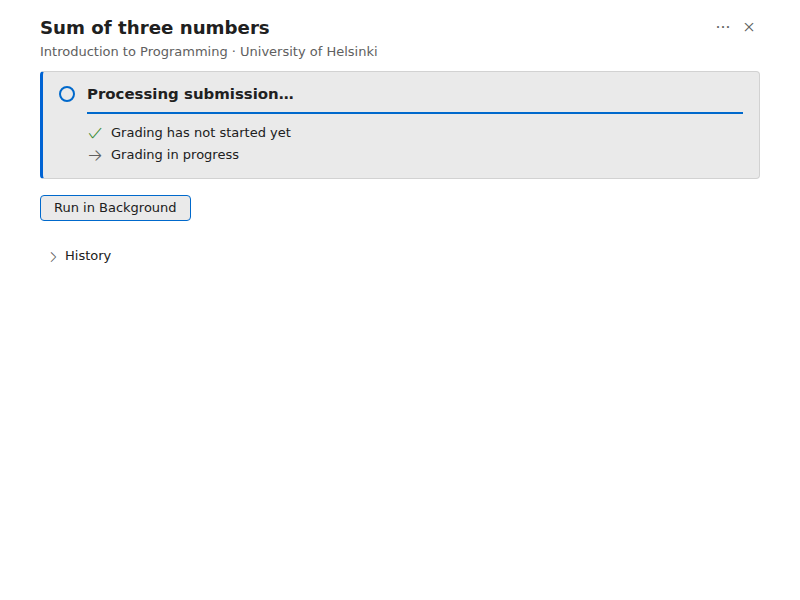 Sum of three numbers
Introduction to Programming · University of Helsinki
Processing submission…
Grading has not started yet
Grading in progress
Run in Background
History